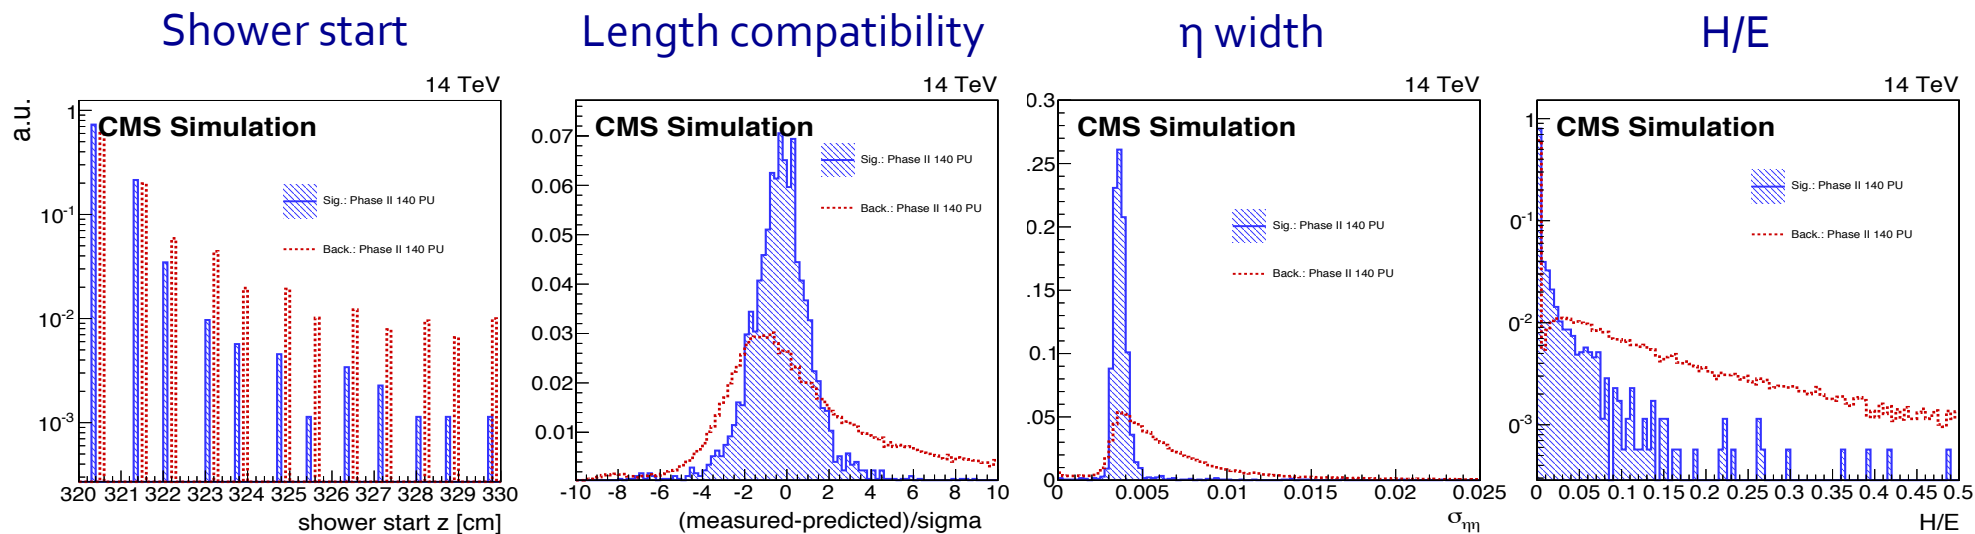 Shower start
Length compatibility
η width
H/E
14 TeV
a.u.
CMS Simulation
Sig.: Phase II 140 PU
Back.: Phase II 140 PU
1
10-1
10-2
10-3
320 321 322 323 324 325 326 327 328 329 330
shower start z [cm]
14 TeV
CMS Simulation
Sig.: Phase II 140 PU
Back.: Phase II 140 PU
0.07
0.06
0.05
0.04
0.03
0.02
0.01
-10 -8 -6 -4 -2 0 2 4 6 8 10
(measured-predicted)/sigma
14 TeV
CMS Simulation
Sig.: Phase II 140 PU
Back.: Phase II 140 PU
0.3
.25
0.2
.15
0.1
.05
0
0 0.005 0.01 0.015 0.02 0.025
σηη
14 TeV
CMS Simulation
Sig.: Phase II 140 PU
Back.: Phase II 140 PU
1
0-1
0-2
0-3
0 0.05 0.1 0.15 0.2 0.25 0.3 0.35 0.4 0.45 0.5
H/E